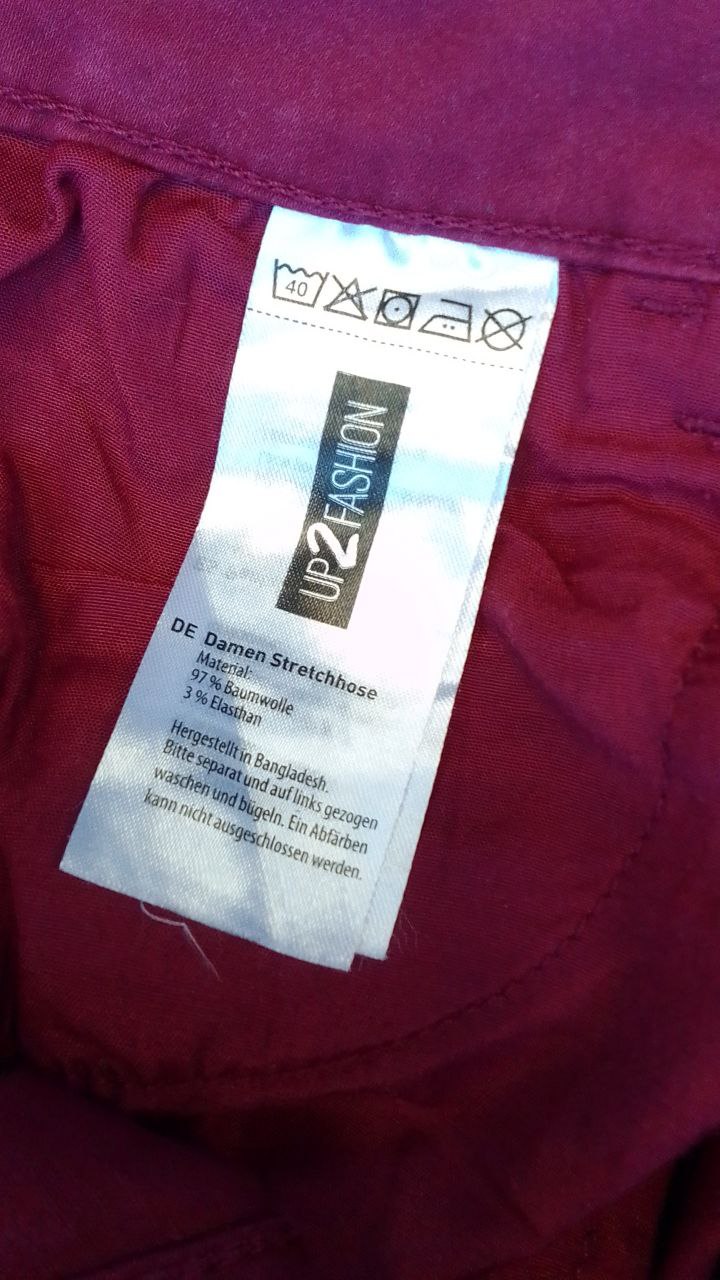 40
UP2FASHION
DE Damen Stretchhose
Material:
97 % Baumwolle
3 % Elasthan
Hergestellt in Bangladesh.
Bitte separat und auf links gezogen
waschen und bügeln. Ein Abfärben
kann nicht ausgeschlossen werden.